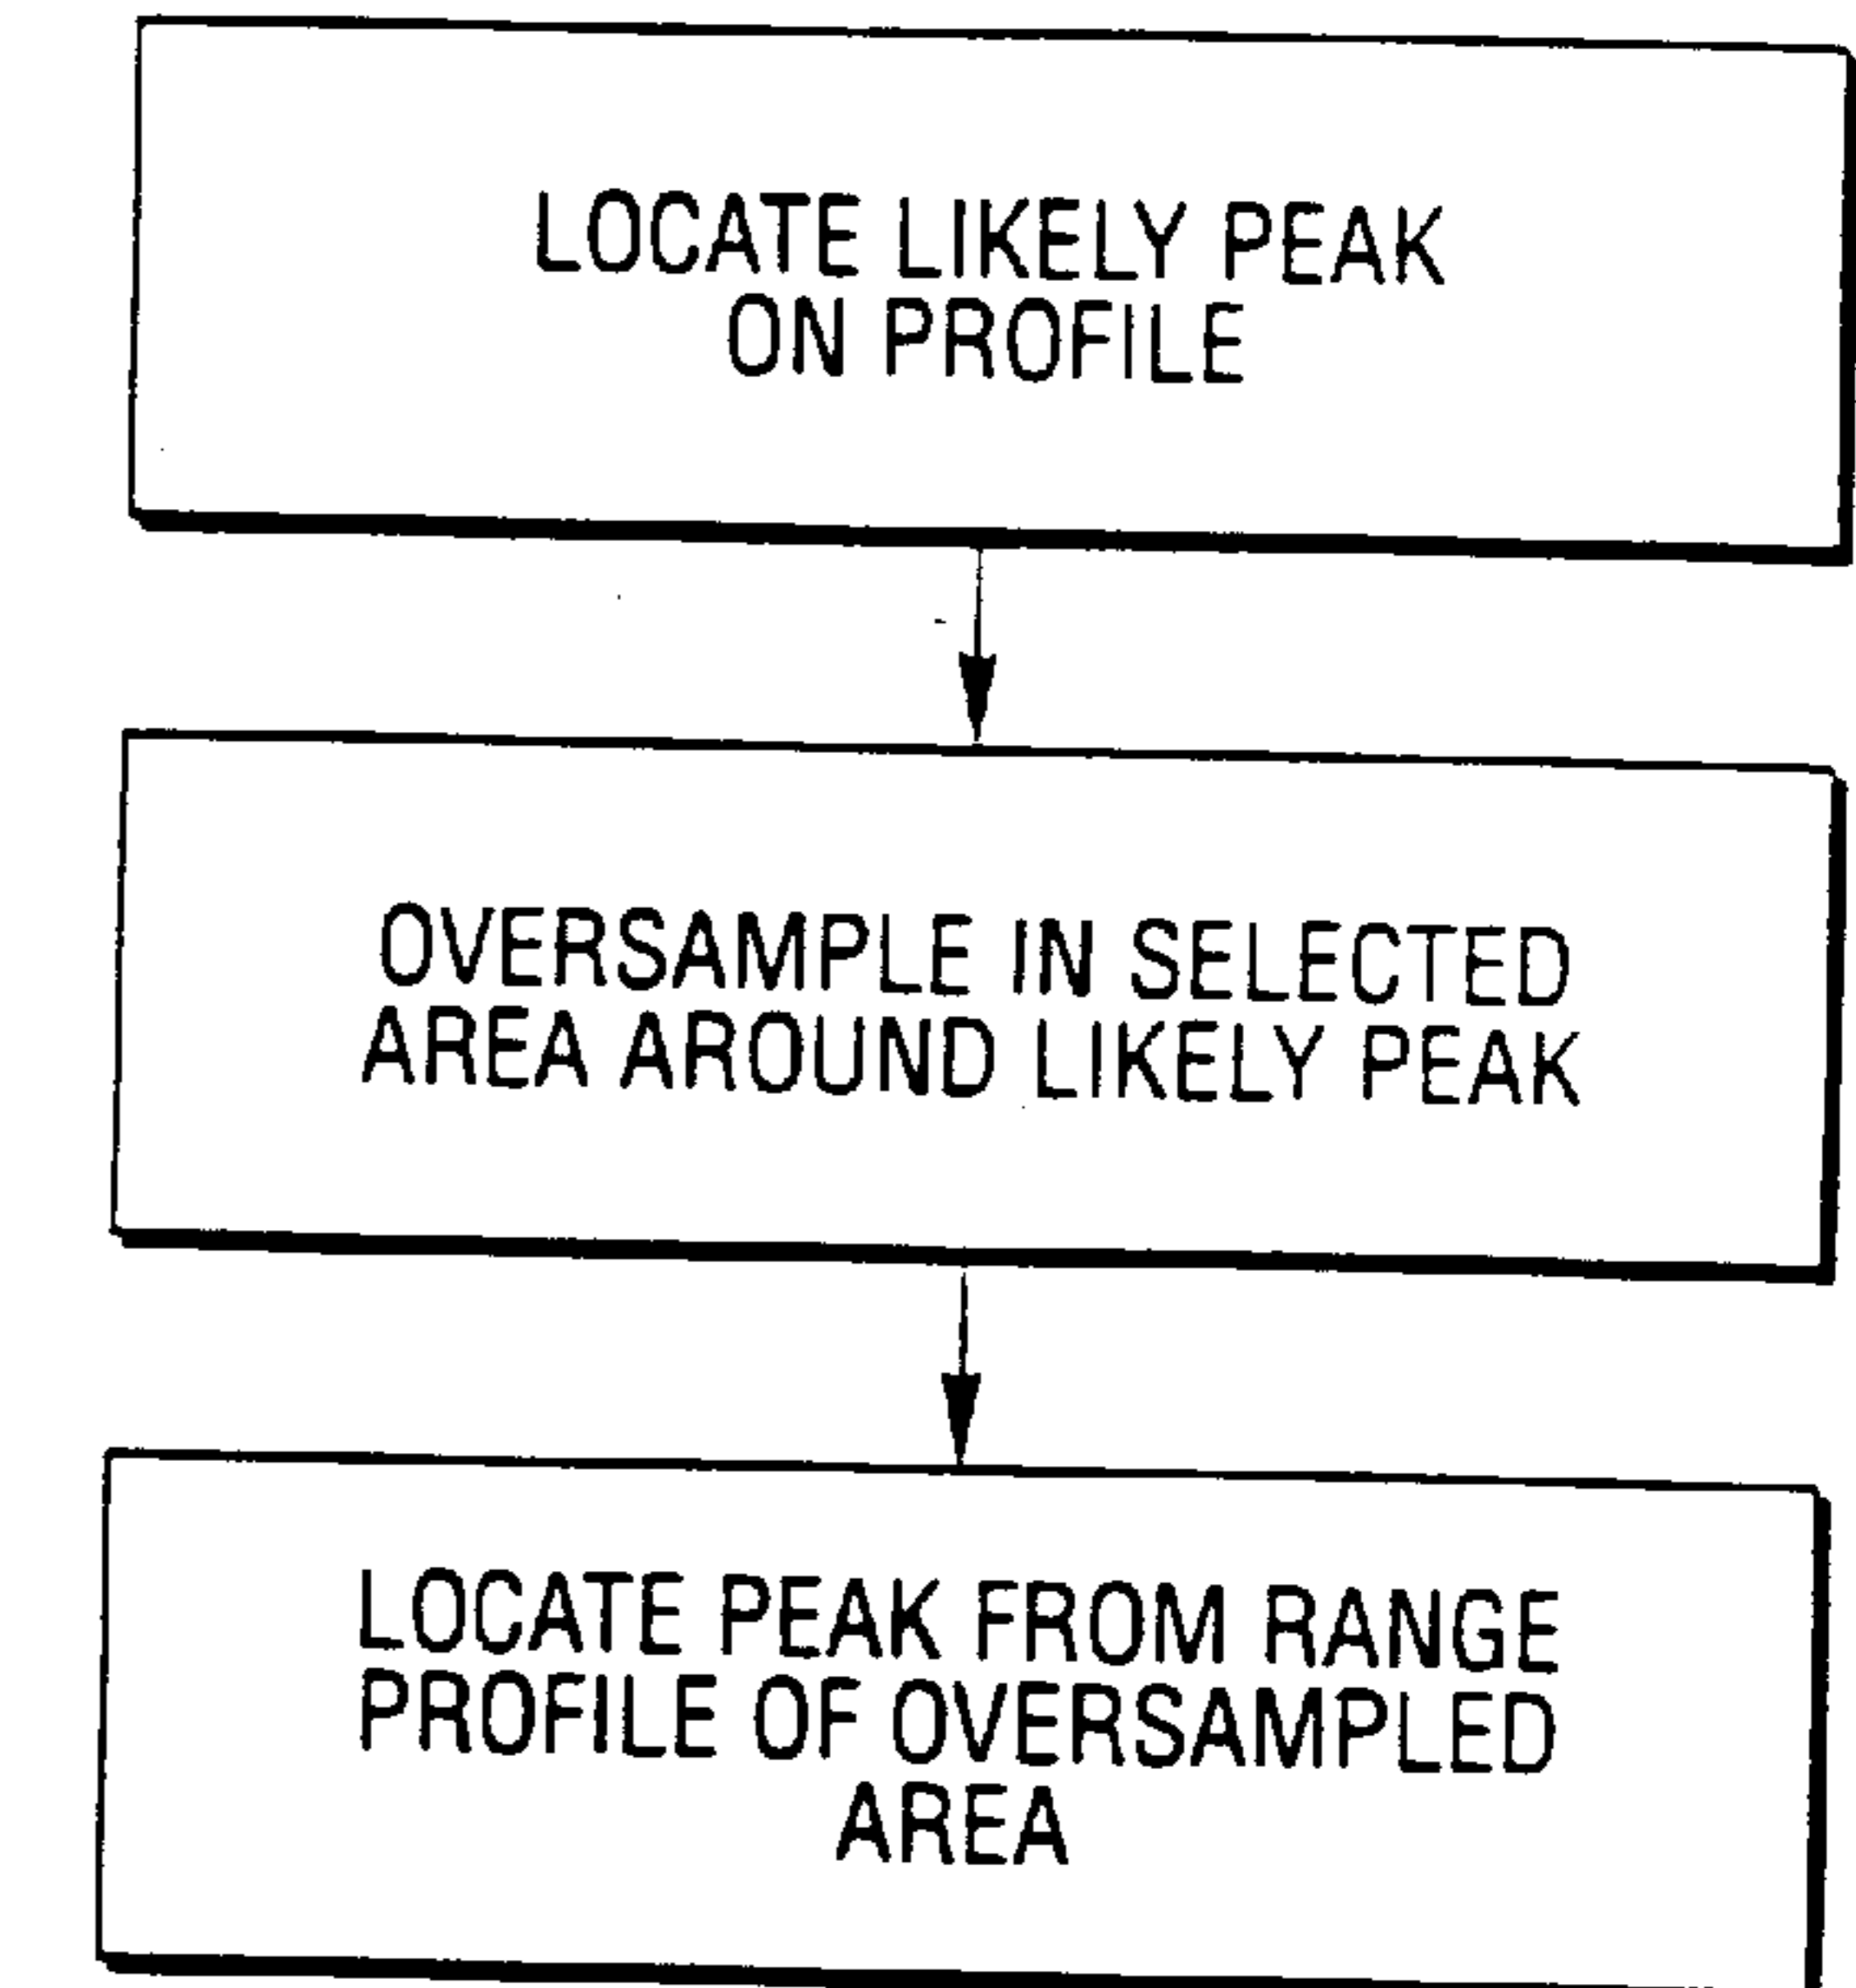 LOCATE LIKELY PEAK
ON PROFILE
OVERSAMPLE IN SELECTED
AREA AROUND LIKELY PEAK
LOCATE PEAK FROM RANGE
PROFILE OF OVERSAMPLED
AREA